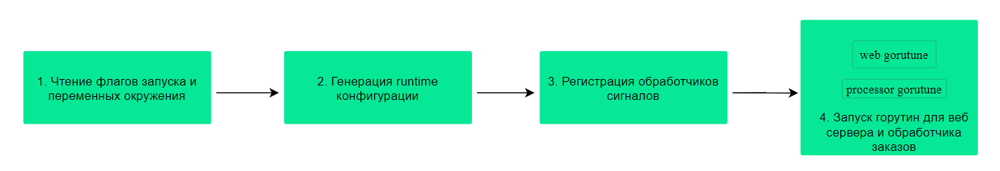 1. Чтение флагов запуска и
переменных окружения
2. Генерация runtime
конфигурации
3. Регистрация обработчиков
сигналов
web gorutune
processor gorutune
4. Запуск горутин для веб
сервера и обработчика
заказов